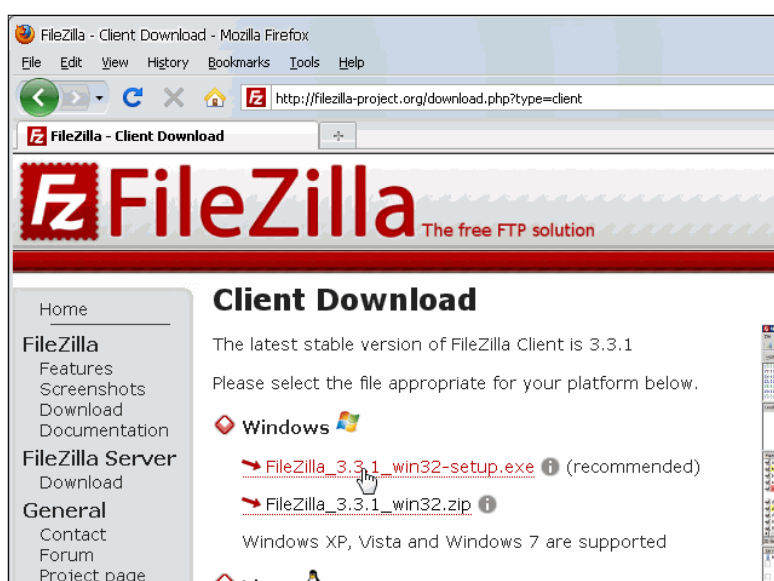 FileZilla - Client Download - Mozilla Firefox
File Edit View History Bookmarks Tools Help
http://filezilla-project.org/download.php?type=client
FileZilla - Client Download
FileZilla The free FTP solution
Home
FileZilla
Features
Screenshots
Download
Documentation
FileZilla Server
Download
General
Contact
Forum
Project page
Client Download
The latest stable version of FileZilla Client is 3.3.1
Please select the file appropriate for your platform below.
Windows
FileZilla_3.3.1_win32-setup.exe (recommended)
FileZilla_3.3.1_win32.zip
Windows XP, Vista and Windows 7 are supported